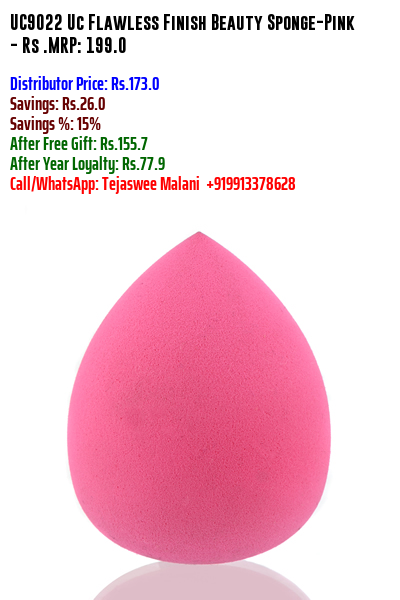 UC9022 Uc Flawless Finish Beauty Sponge-Pink
- Rs .MRP: 199.0
Distributor Price: Rs.173.0
Savings: Rs.26.0
Savings %: 15%
After Free Gift: Rs.155.7
After Year Loyalty: Rs.77.9
Call/WhatsApp: Tejaswee Malani +919913378628